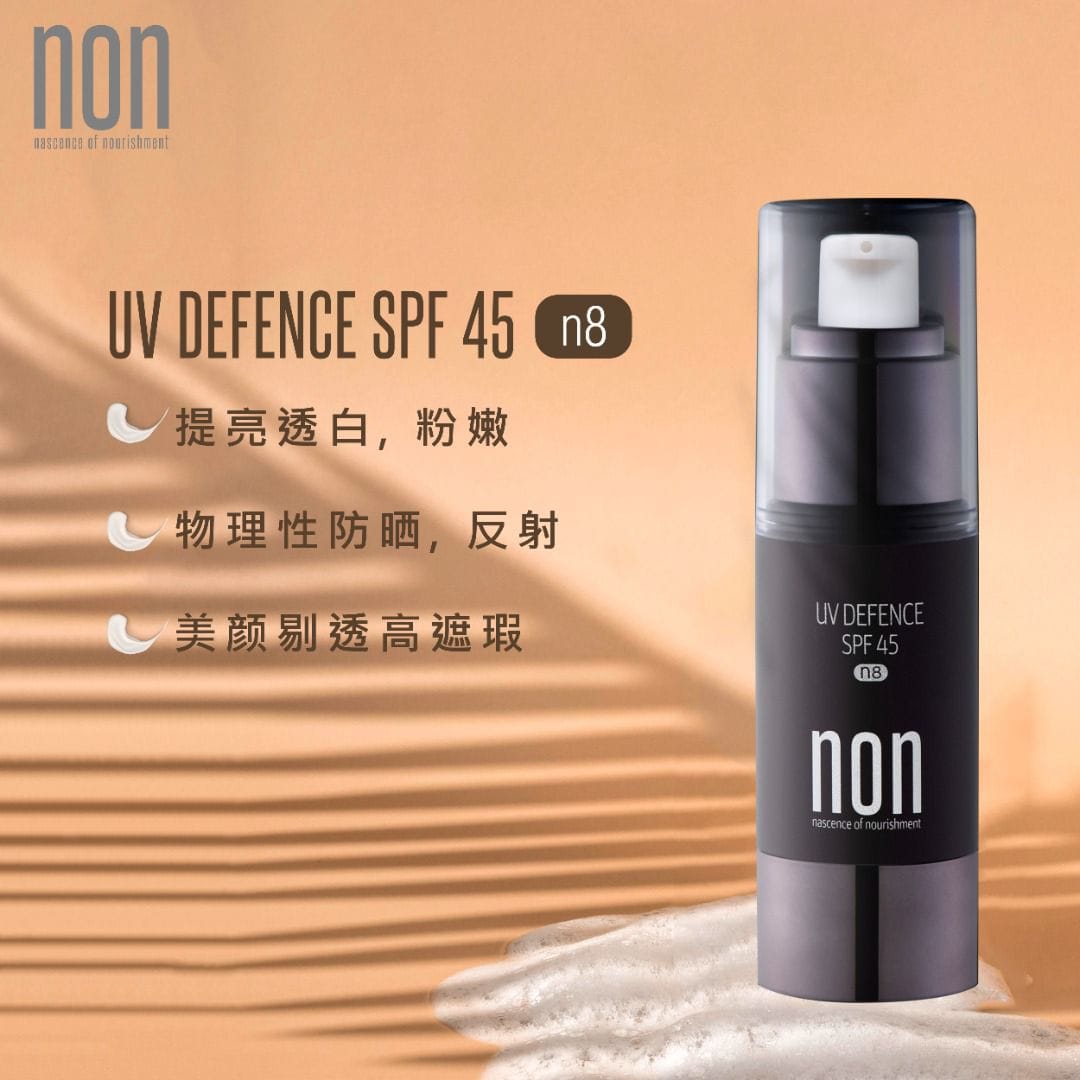 non
nascence of nourishment
UV DEFENCE SPF 45 n8
提亮透白, 粉嫩
物理性防晒, 反射
美颜剔透高遮瑕
UV DEFENCE
SPF 45
n8
non
nascence of nourishment